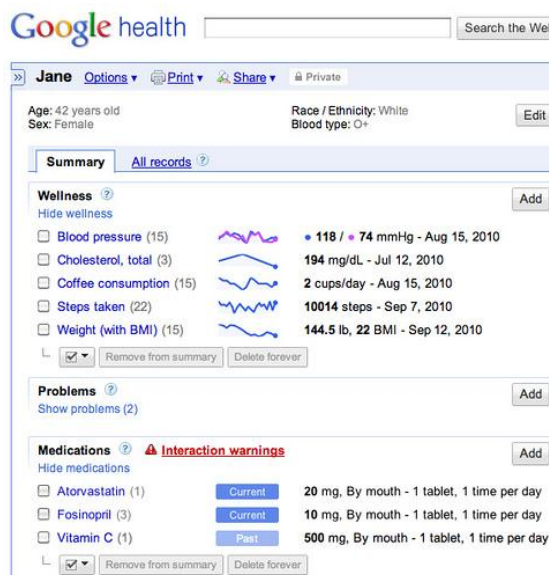 Google health
Search the We
» Jane Options ▾ Print ▾ Share ▾ Private
Age: 42 years old
Sex: Female
Race / Ethnicity: White
Blood type: O+
Edit
Summary All records ?
Wellness ?
Add
Hide wellness
Blood pressure (15) • 118 / • 74 mmHg - Aug 15, 2010
Cholesterol, total (3) 194 mg/dL - Jul 12, 2010
Coffee consumption (15) 2 cups/day - Aug 15, 2010
Steps taken (22) 10014 steps - Sep 7, 2010
Weight (with BMI) (15) 144.5 lb, 22 BMI - Sep 12, 2010
Remove from summary Delete forever
Problems ?
Add
Show problems (2)
Medications ? Interaction warnings
Add
Hide medications
Atorvastatin (1) Current 20 mg, By mouth - 1 tablet, 1 time per day
Fosinopril (3) Current 10 mg, By mouth - 1 tablet, 1 time per day
Vitamin C (1) Past 500 mg, By mouth - 1 tablet, 1 time per day
Remove from summary Delete forever